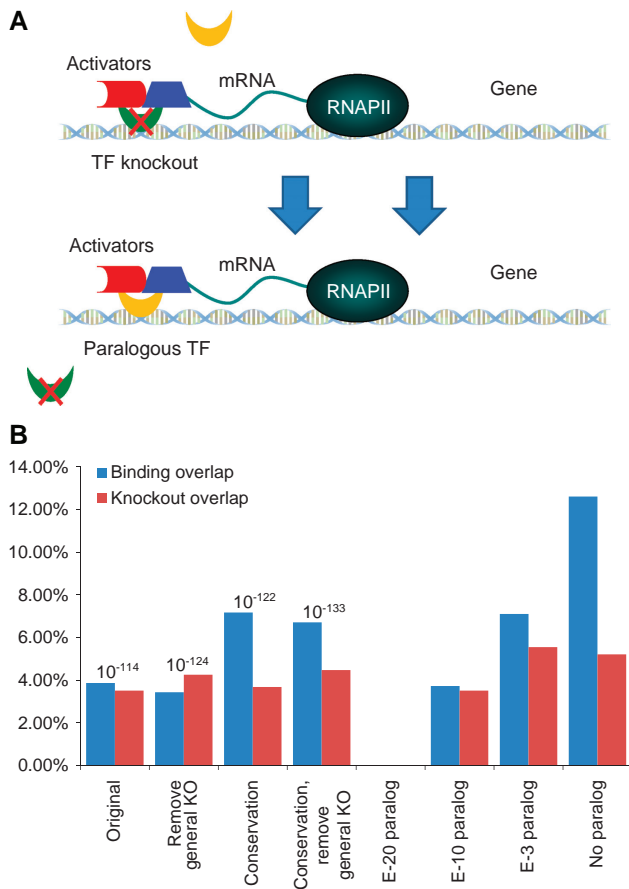 A
Activators
mRNA
RNAPII
Gene
TF knockout
Activators
mRNA
RNAPII
Gene
Paralogous TF
B
14.00%
12.00%
10.00%
8.00%
6.00%
4.00%
2.00%
0.00%
Binding overlap
Knockout overlap
10-114
10-124
10-122
10-133
Original
Remove
general KO
Conservation
Conservation,
remove
general KO
E-20 paralog
E-10 paralog
E-3 paralog
No paralog